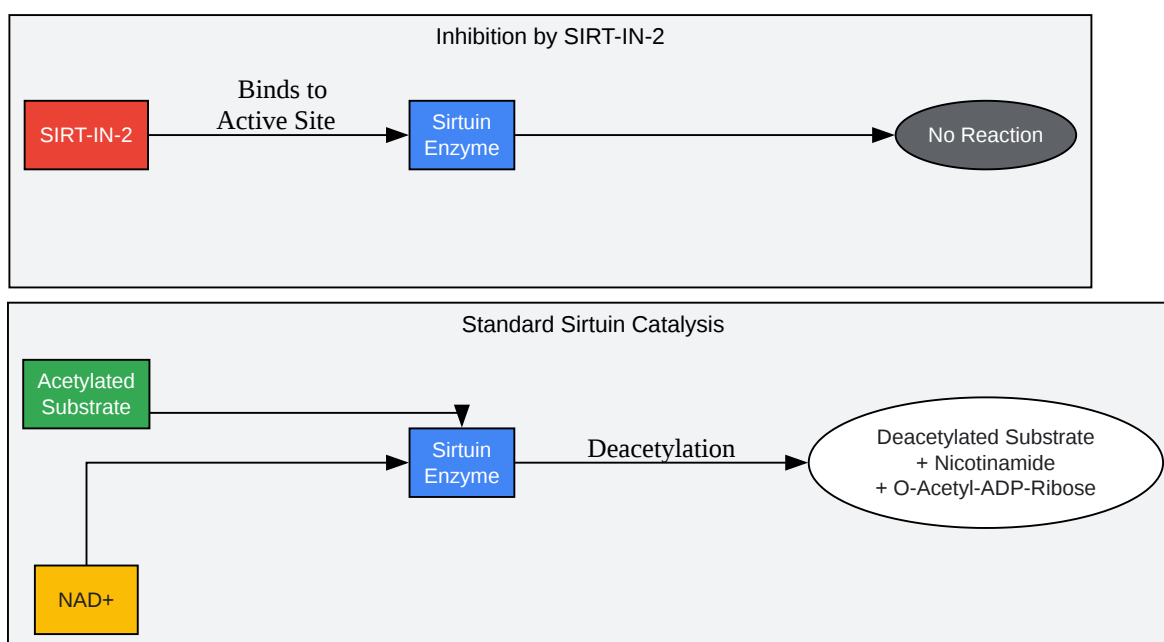 Inhibition by SIRT-IN-2
SIRT-IN-2
Binds to
Active Site
Sirtuin
Enzyme
No Reaction
Standard Sirtuin Catalysis
Acetylated
Substrate
Sirtuin
Enzyme
Deacetylation
Deacetylated Substrate
+ Nicotinamide
+ O-Acetyl-ADP-Ribose
NAD+